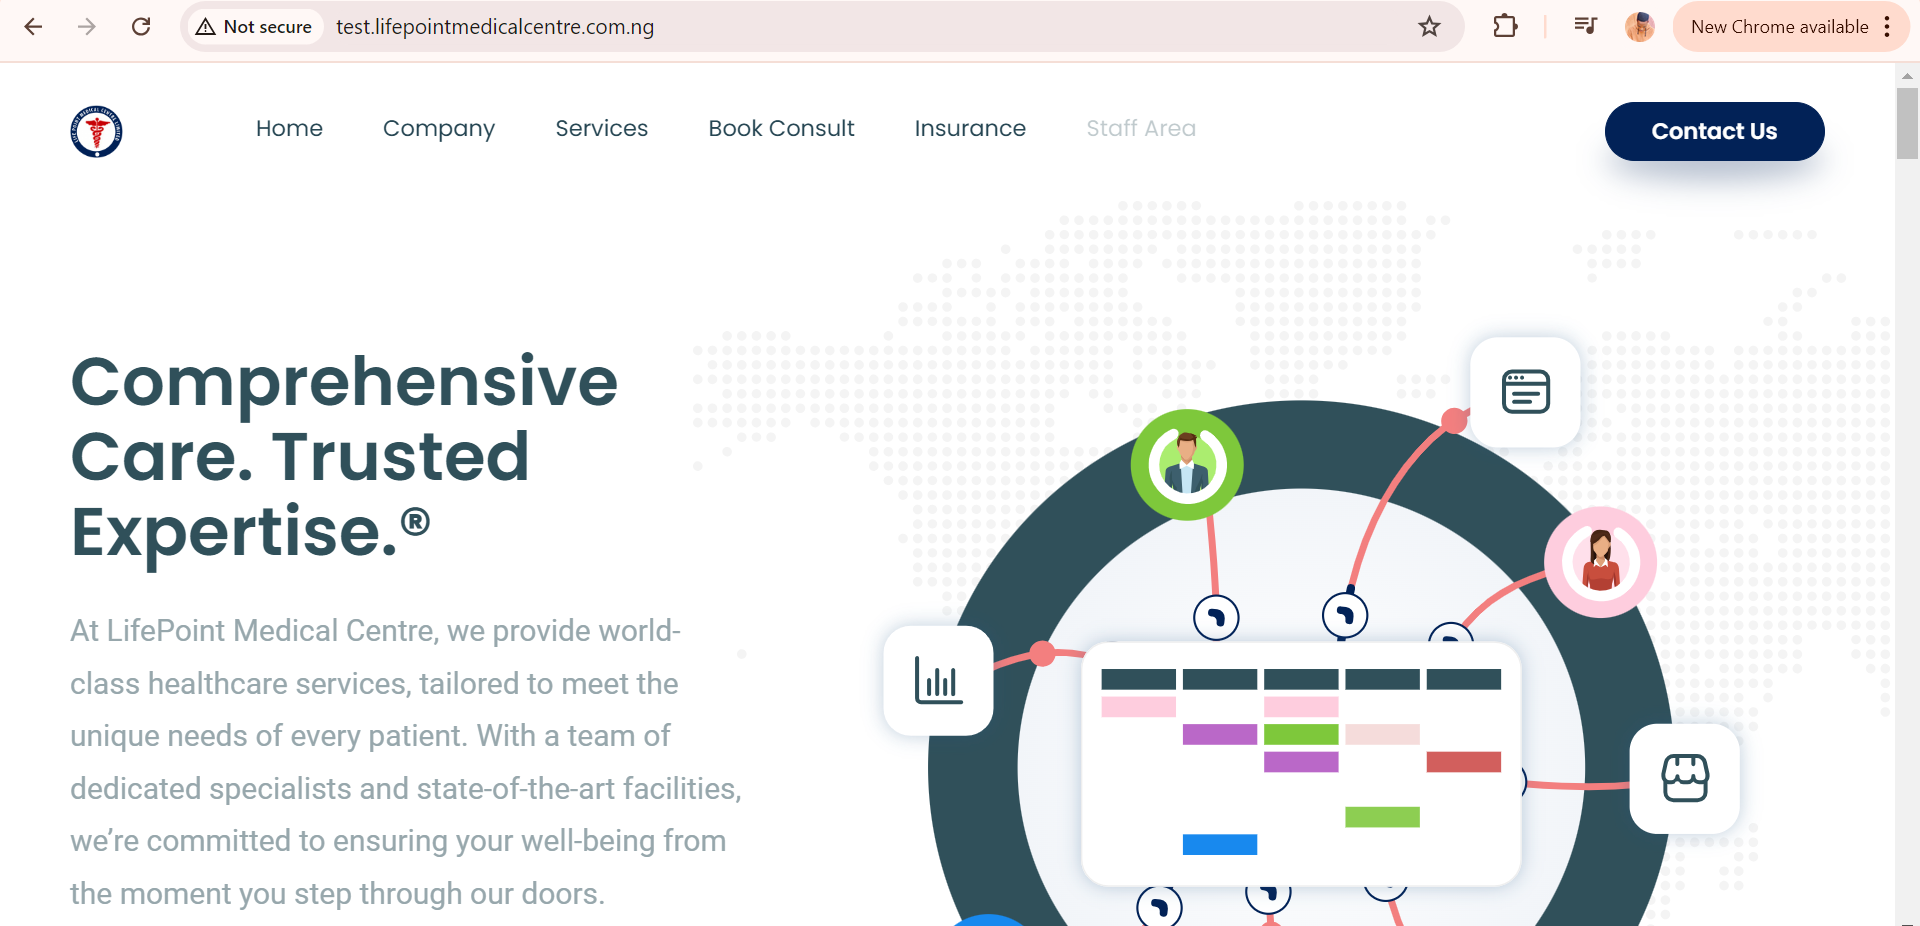 Not secure
test.lifepointmedicalcentre.com.ng
New Chrome available
Home
Company
Services
Book Consult
Insurance
Staff Area
Contact Us
Comprehensive
Care. Trusted
Expertise.®
At LifePoint Medical Centre, we provide world-
class healthcare services, tailored to meet the
unique needs of every patient. With a team of
dedicated specialists and state-of-the-art facilities,
we’re committed to ensuring your well-being from
the moment you step through our doors.